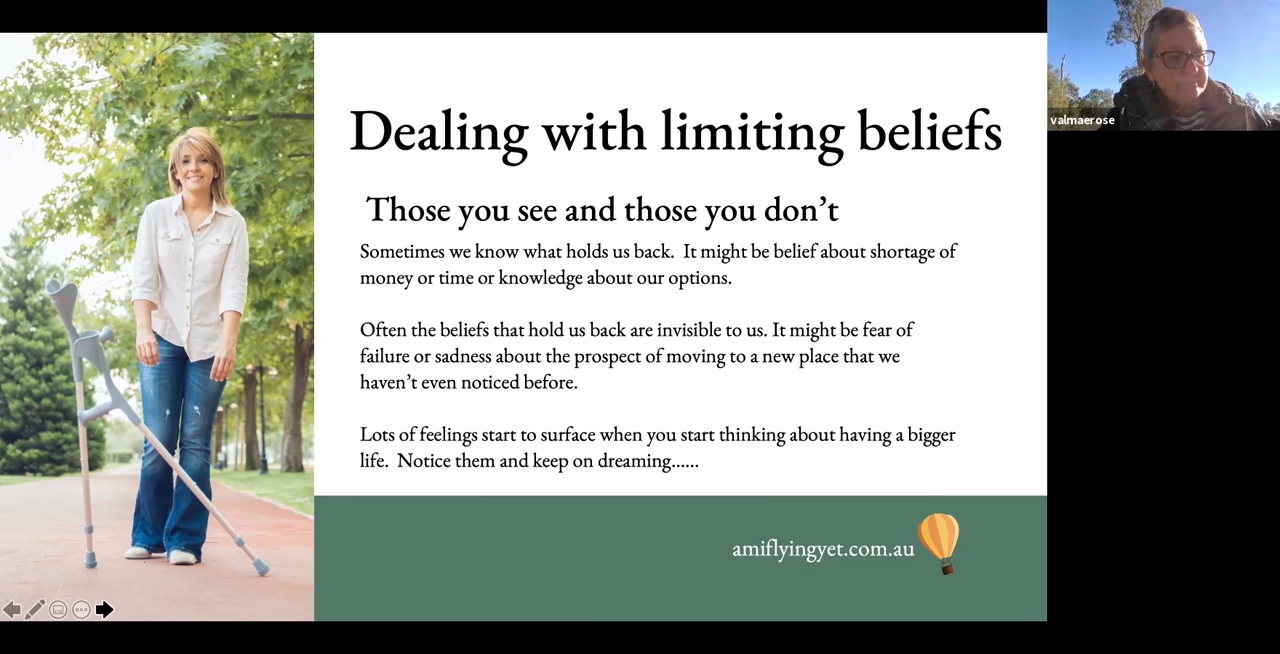 Dealing with limiting beliefs
Those you see and those you don’t
Sometimes we know what holds us back.  It might be belief about shortage of
money or time or knowledge about our options.
Often the beliefs that hold us back are invisible to us. It might be fear of
failure or sadness about the prospect of moving to a new place that we
haven’t even noticed before.
Lots of feelings start to surface when you start thinking about having a bigger
life.  Notice them and keep on dreaming......
amiflyingyet.com.au
valmaerose